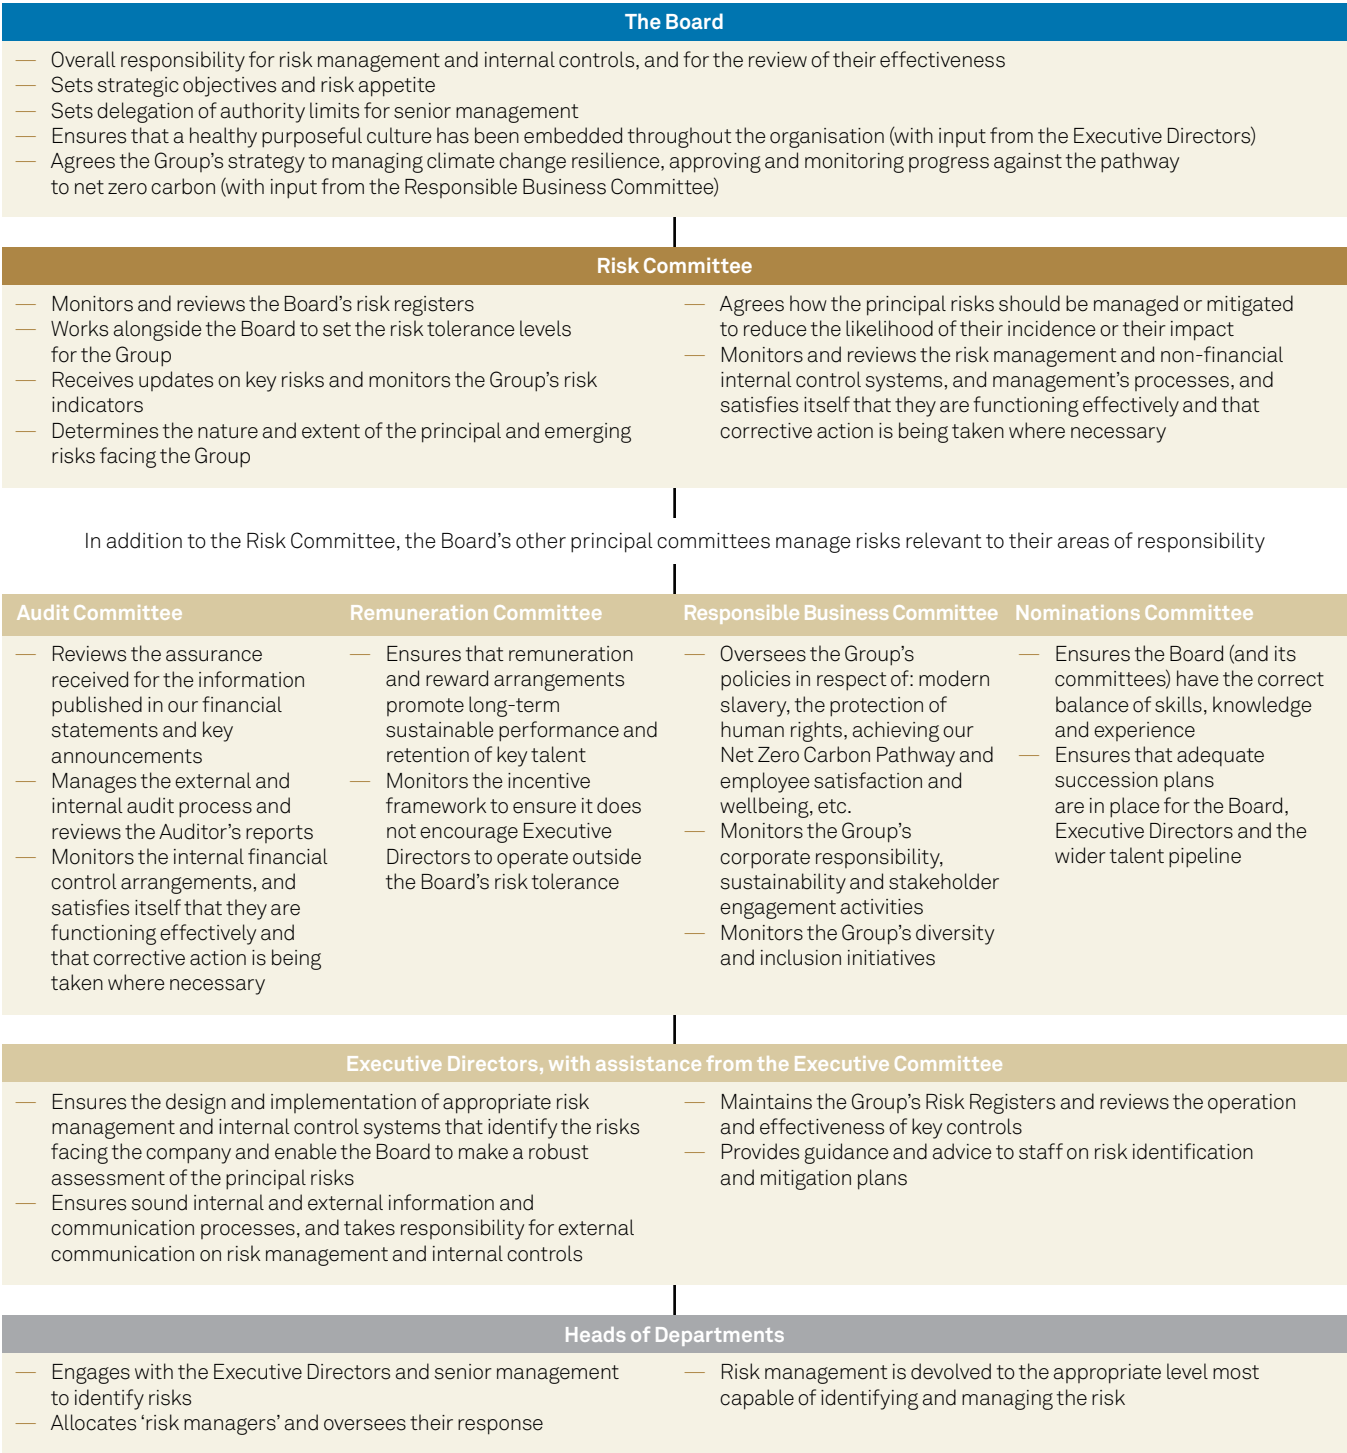 The Board
— Overall responsibility for risk management and internal controls, and for the review of their effectiveness
— Sets strategic objectives and risk appetite
— Sets delegation of authority limits for senior management
— Ensures that a healthy purposeful culture has been embedded throughout the organisation (with input from the Executive Directors)
— Agrees the Group’s strategy to managing climate change resilience, approving and monitoring progress against the pathway
to net zero carbon (with input from the Responsible Business Committee)
Risk Committee
— Monitors and reviews the Board’s risk registers
— Works alongside the Board to set the risk tolerance levels
for the Group
— Receives updates on key risks and monitors the Group’s risk
indicators
— Determines the nature and extent of the principal and emerging
risks facing the Group
— Agrees how the principal risks should be managed or mitigated
to reduce the likelihood of their incidence or their impact
— Monitors and reviews the risk management and non-financial
internal control systems, and management’s processes, and
satisfies itself that they are functioning effectively and that
corrective action is being taken where necessary
In addition to the Risk Committee, the Board’s other principal committees manage risks relevant to their areas of responsibility
Audit Committee
— Reviews the assurance
received for the information
published in our financial
statements and key
announcements
— Manages the external and
internal audit process and
reviews the Auditor’s reports
— Monitors the internal financial
control arrangements, and
satisfies itself that they are
functioning effectively and
that corrective action is being
taken where necessary
Remuneration Committee
— Ensures that remuneration
and reward arrangements
promote long-term
sustainable performance and
retention of key talent
— Monitors the incentive
framework to ensure it does
not encourage Executive
Directors to operate outside
the Board’s risk tolerance
Responsible Business Committee
— Oversees the Group’s
policies in respect of: modern
slavery, the protection of
human rights, achieving our
Net Zero Carbon Pathway and
employee satisfaction and
wellbeing, etc.
— Monitors the Group’s
corporate responsibility,
sustainability and stakeholder
engagement activities
— Monitors the Group’s diversity
and inclusion initiatives
Nominations Committee
— Ensures the Board (and its
committees) have the correct
balance of skills, knowledge
and experience
— Ensures that adequate
succession plans
are in place for the Board,
Executive Directors and the
wider talent pipeline
Executive Directors, with assistance from the Executive Committee
— Ensures the design and implementation of appropriate risk
management and internal control systems that identify the risks
facing the company and enable the Board to make a robust
assessment of the principal risks
— Ensures sound internal and external information and
communication processes, and takes responsibility for external
communication on risk management and internal controls
— Maintains the Group’s Risk Registers and reviews the operation
and effectiveness of key controls
— Provides guidance and advice to staff on risk identification
and mitigation plans
Heads of Departments
— Engages with the Executive Directors and senior management
to identify risks
— Allocates ‘risk managers’ and oversees their response
— Risk management is devolved to the appropriate level most
capable of identifying and managing the risk